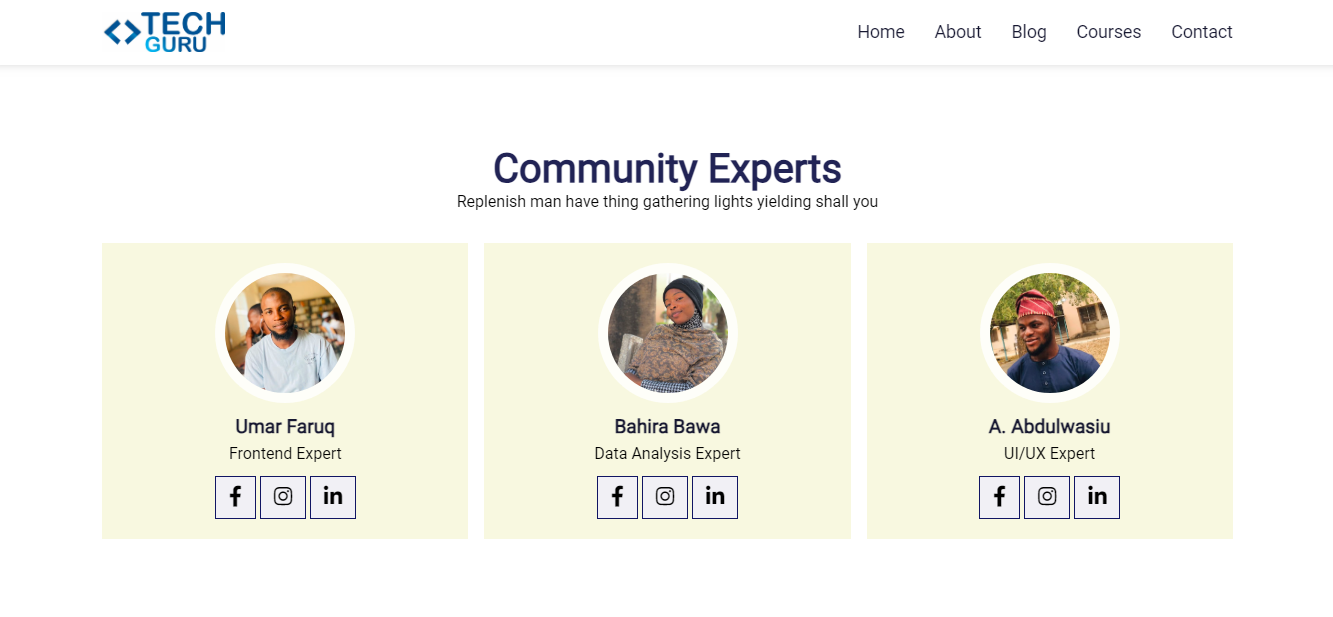 TECH
GURU
Home About Blog Courses Contact
Community Experts
Replenish man have thing gathering lights yielding shall you
Umar Faruq
Frontend Expert
Bahira Bawa
Data Analysis Expert
A. Abdulwasiu
UI/UX Expert